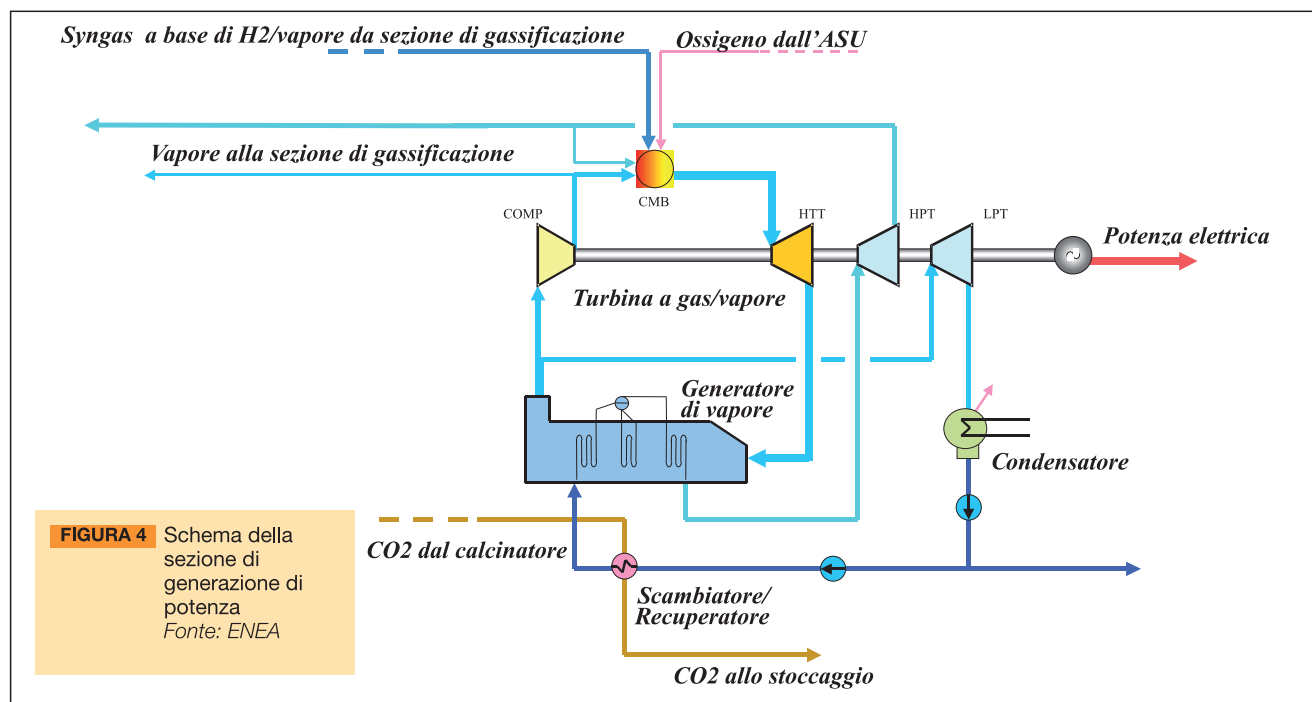 Syngas a base di H2/vapore da sezione di gassificazione
Ossigeno dall'ASU
Vapore alla sezione di gassificazione
CMB
COMP
HTT
HPT
LPT
Potenza elettrica
Turbina a gas/vapore
Generatore
di vapore
Condensatore
FIGURA 4 Schema della
sezione di
generazione di
potenza
Fonte: ENEA
CO2 dal calcinatore
Scambiatore/
Recuperatore
CO2 allo stoccaggio